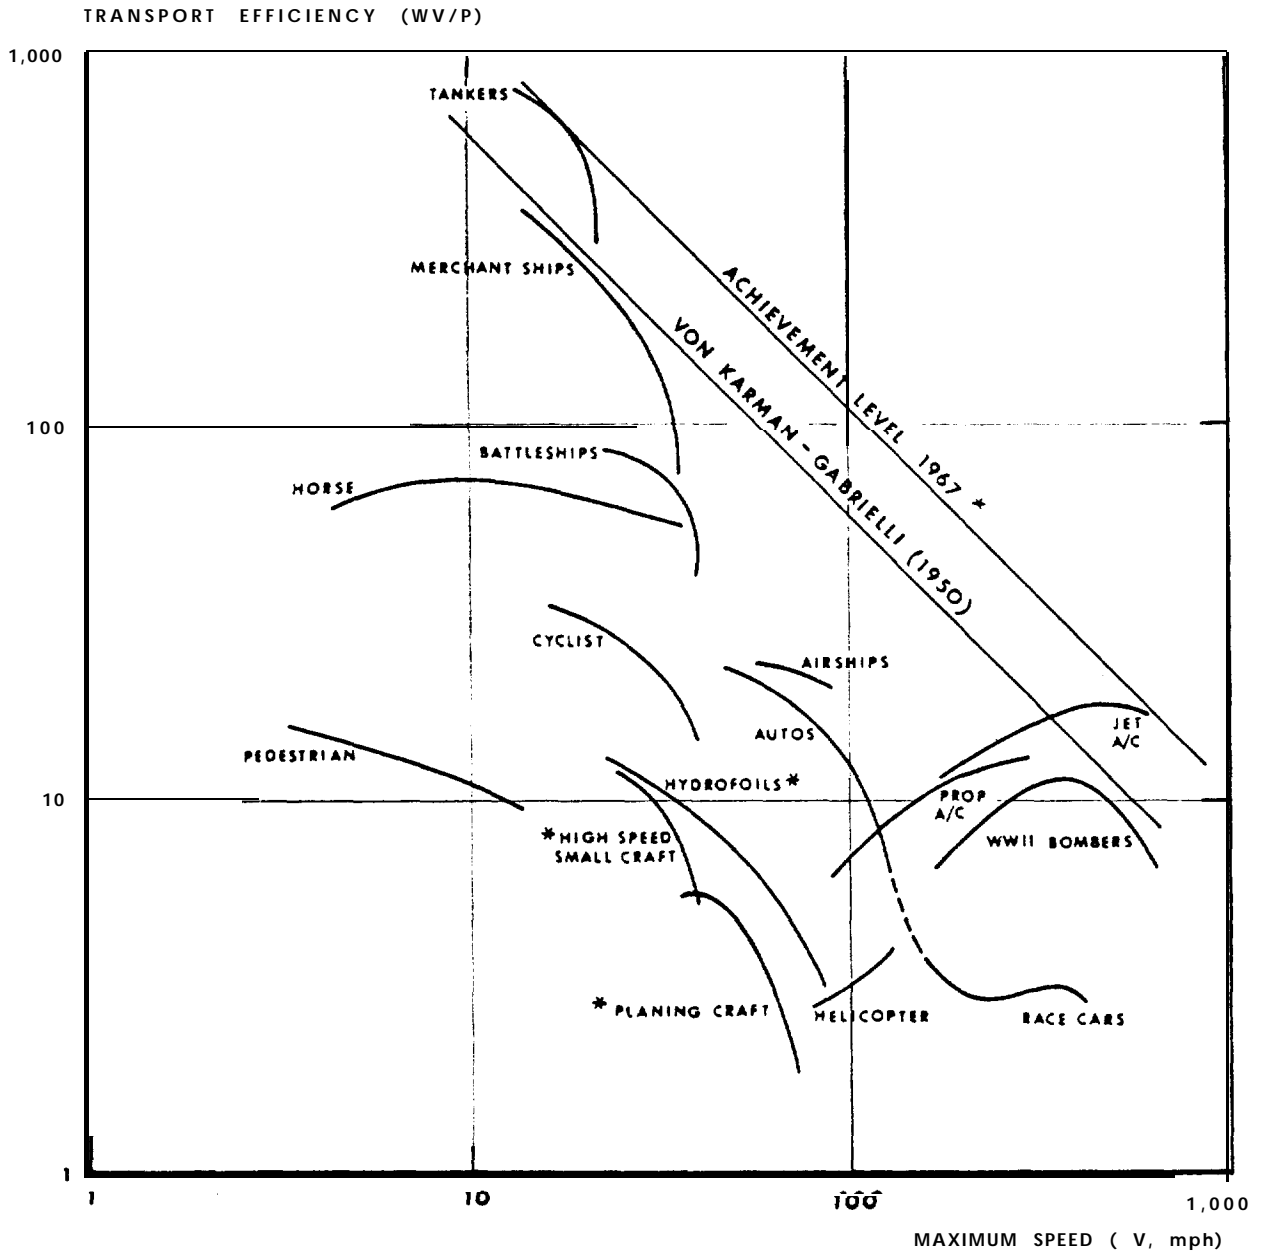 TRANSPORT EFFICIENCY (WV/P)
1,000
TANKERS
MERCHANT SHIPS
ACHIEVEMENT LEVEL 1967 *
VON KARMAN - GABRIELLI (1950)
100
BATTLESHIPS
HORSE
CYCLIST
AIRSHIPS
AUTOS
JET
A/C
PEDESTRIAN
HYDROFOILS*
10
PROP
A/C
*HIGH SPEED
SMALL CRAFT
WWII BOMBERS
* PLANING CRAFT
HELICOPTER
RACE CARS
1
1
10
100
1,000
MAXIMUM SPEED ( V, mph)